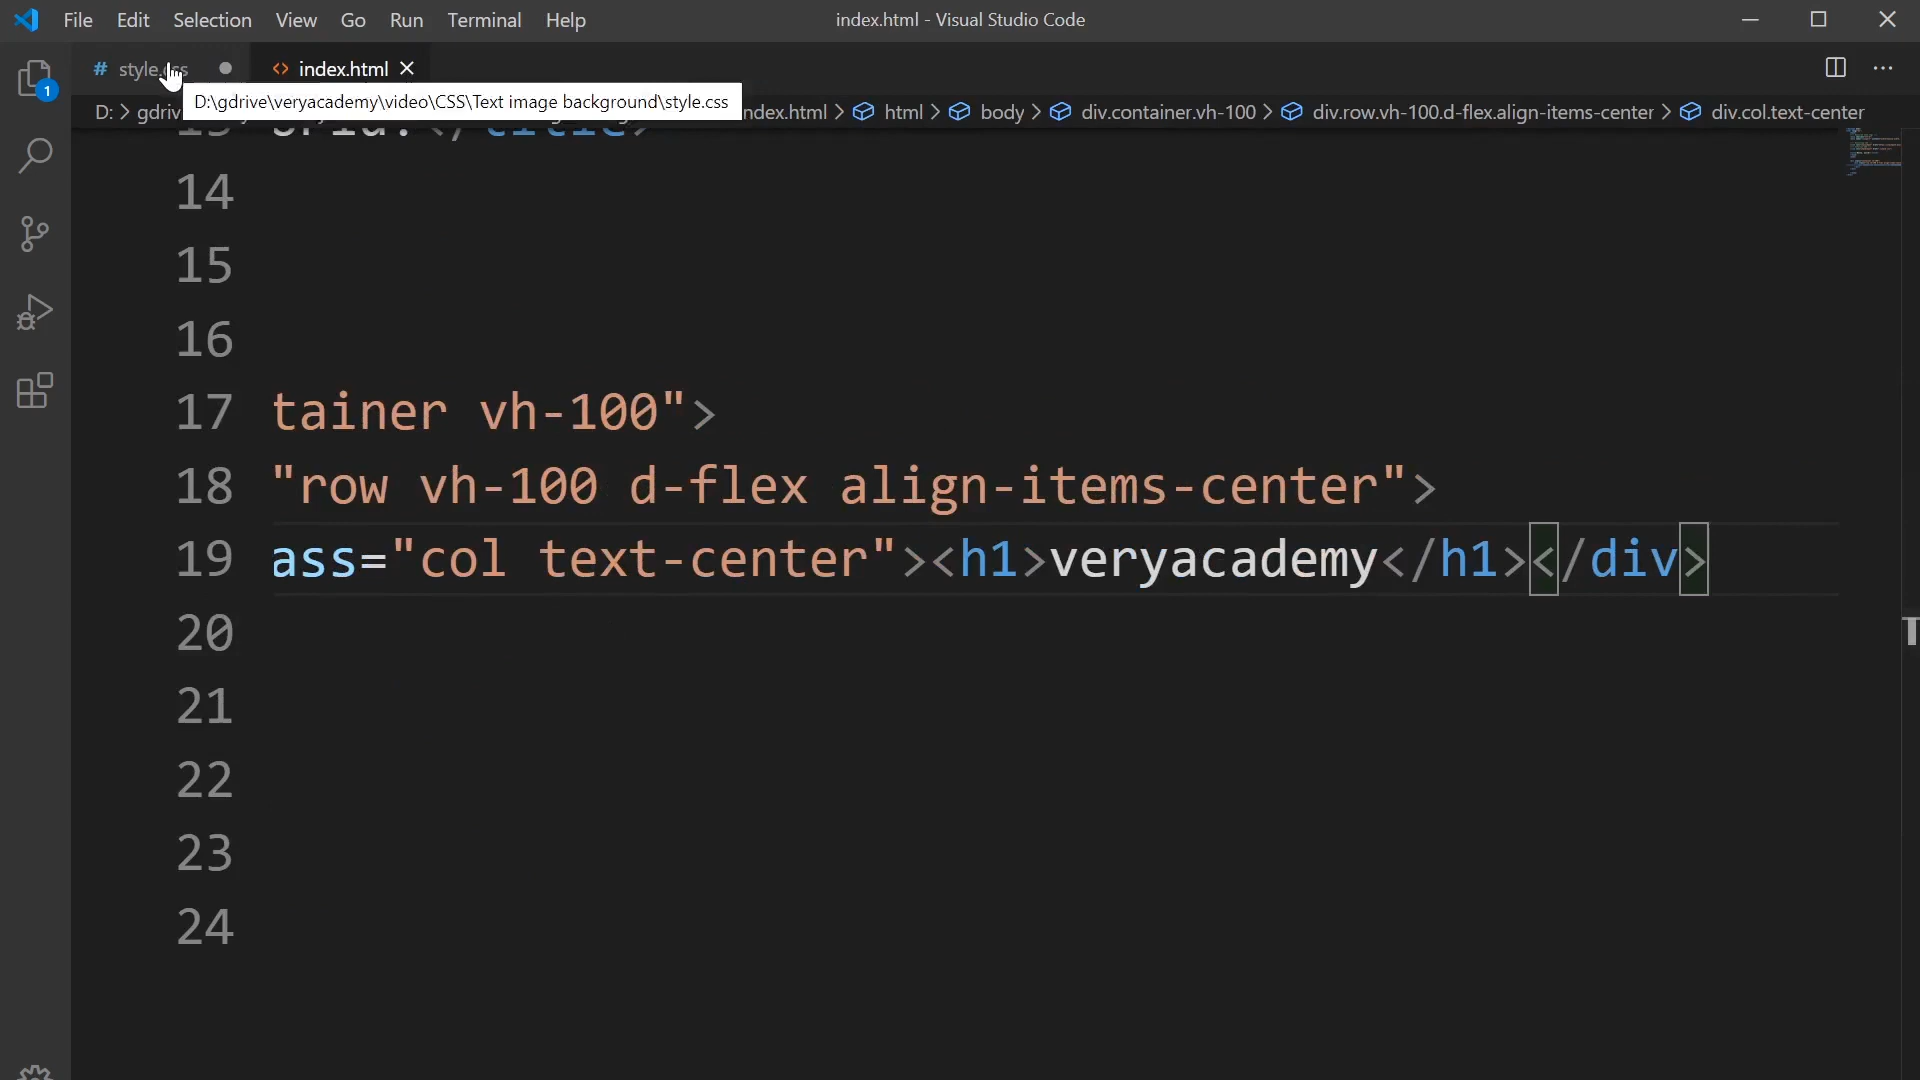 File Edit Selection View Go Run Terminal Help
index.html - Visual Studio Code
# style.css
<> index.html
1
D:\gdrive\veryacademy\video\CSS\Text image background\style.css
D: > gdriv
ndex.html > html > body > div.container.vh-100 > div.row.vh-100.d-flex.align-items-center > div.col.text-center
</title>
14
15
16
17 tainer vh-100">
18 "row vh-100 d-flex align-items-center">
19 ass="col text-center"><h1>veryacademy</h1></div>
20
21
22
23
24